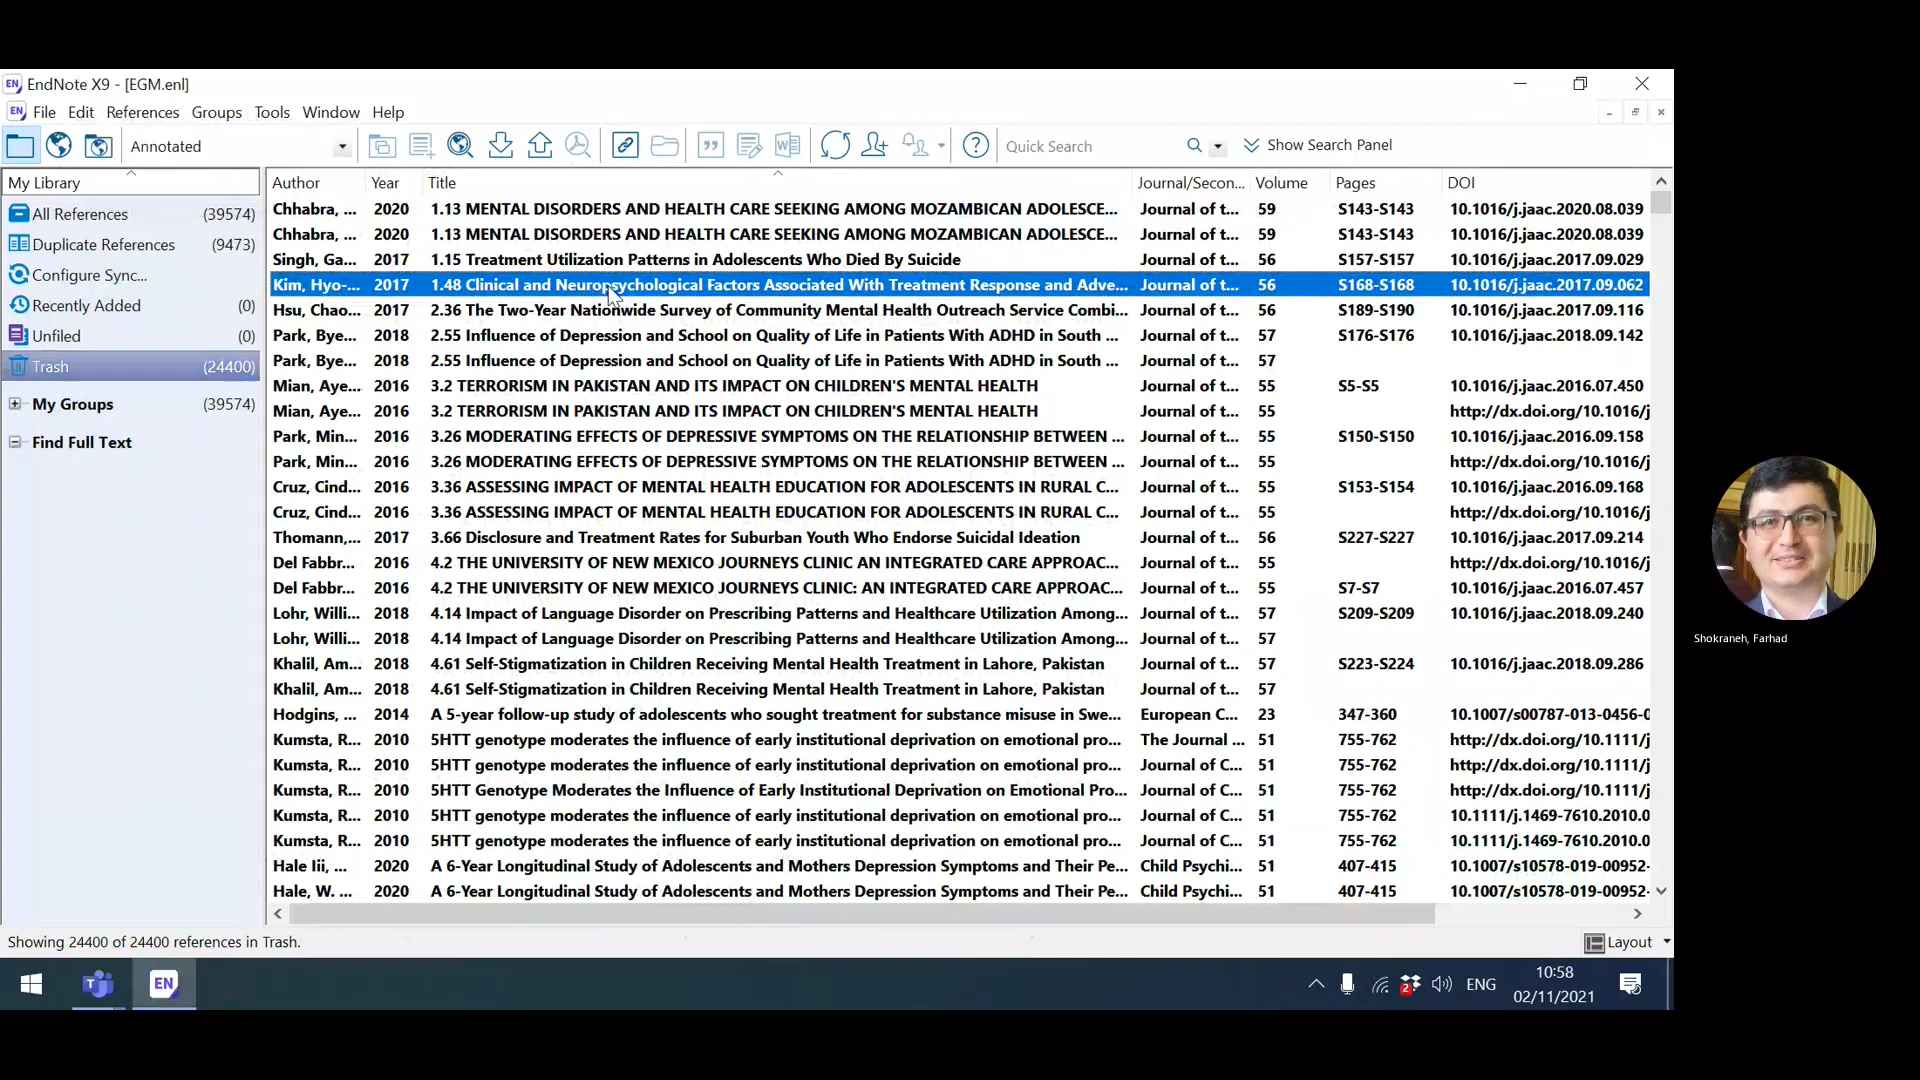 EN EndNote X9 - [EGM.enl]
EN File Edit References Groups Tools Window Help
Annotated Quick Search Show Search Panel
My Library
All References (39574)
Duplicate References (9473)
Configure Sync...
Recently Added (0)
Unfiled (0)
Trash (24400)
My Groups (39574)
Find Full Text
Author Year Title Journal/Secon... Volume Pages DOI
Chhabra, ... 2020 1.13 MENTAL DISORDERS AND HEALTH CARE SEEKING AMONG MOZAMBICAN ADOLESCE... Journal of t... 59 S143-S143 10.1016/j.jaac.2020.08.039
Chhabra, ... 2020 1.13 MENTAL DISORDERS AND HEALTH CARE SEEKING AMONG MOZAMBICAN ADOLESCE... Journal of t... 59 S143-S143 10.1016/j.jaac.2020.08.039
Singh, Ga... 2017 1.15 Treatment Utilization Patterns in Adolescents Who Died By Suicide Journal of t... 56 S157-S157 10.1016/j.jaac.2017.09.029
Kim, Hyo-... 2017 1.48 Clinical and Neuropsychological Factors Associated With Treatment Response and Adve... Journal of t... 56 S168-S168 10.1016/j.jaac.2017.09.062
Hsu, Chao... 2017 2.36 The Two-Year Nationwide Survey of Community Mental Health Outreach Service Combi... Journal of t... 56 S189-S190 10.1016/j.jaac.2017.09.116
Park, Bye... 2018 2.55 Influence of Depression and School on Quality of Life in Patients With ADHD in South ... Journal of t... 57 S176-S176 10.1016/j.jaac.2018.09.142
Park, Bye... 2018 2.55 Influence of Depression and School on Quality of Life in Patients With ADHD in South ... Journal of t... 57
Mian, Aye... 2016 3.2 TERRORISM IN PAKISTAN AND ITS IMPACT ON CHILDREN'S MENTAL HEALTH Journal of t... 55 S5-S5 10.1016/j.jaac.2016.07.450
Mian, Aye... 2016 3.2 TERRORISM IN PAKISTAN AND ITS IMPACT ON CHILDREN'S MENTAL HEALTH Journal of t... 55 http://dx.doi.org/10.1016/j
Park, Min... 2016 3.26 MODERATING EFFECTS OF DEPRESSIVE SYMPTOMS ON THE RELATIONSHIP BETWEEN ... Journal of t... 55 S150-S150 10.1016/j.jaac.2016.09.158
Park, Min... 2016 3.26 MODERATING EFFECTS OF DEPRESSIVE SYMPTOMS ON THE RELATIONSHIP BETWEEN ... Journal of t... 55 http://dx.doi.org/10.1016/j
Cruz, Cind... 2016 3.36 ASSESSING IMPACT OF MENTAL HEALTH EDUCATION FOR ADOLESCENTS IN RURAL C... Journal of t... 55 S153-S154 10.1016/j.jaac.2016.09.168
Cruz, Cind... 2016 3.36 ASSESSING IMPACT OF MENTAL HEALTH EDUCATION FOR ADOLESCENTS IN RURAL C... Journal of t... 55 http://dx.doi.org/10.1016/j
Thomann,... 2017 3.66 Disclosure and Treatment Rates for Suburban Youth Who Endorse Suicidal Ideation Journal of t... 56 S227-S227 10.1016/j.jaac.2017.09.214
Del Fabbr... 2016 4.2 THE UNIVERSITY OF NEW MEXICO JOURNEYS CLINIC AN INTEGRATED CARE APPROAC... Journal of t... 55 http://dx.doi.org/10.1016/j
Del Fabbr... 2016 4.2 THE UNIVERSITY OF NEW MEXICO JOURNEYS CLINIC: AN INTEGRATED CARE APPROAC... Journal of t... 55 S7-S7 10.1016/j.jaac.2016.07.457
Lohr, Willi... 2018 4.14 Impact of Language Disorder on Prescribing Patterns and Healthcare Utilization Among... Journal of t... 57 S209-S209 10.1016/j.jaac.2018.09.240
Lohr, Willi... 2018 4.14 Impact of Language Disorder on Prescribing Patterns and Healthcare Utilization Among... Journal of t... 57
Khalil, Am... 2018 4.61 Self-Stigmatization in Children Receiving Mental Health Treatment in Lahore, Pakistan Journal of t... 57 S223-S224 10.1016/j.jaac.2018.09.286
Khalil, Am... 2018 4.61 Self-Stigmatization in Children Receiving Mental Health Treatment in Lahore, Pakistan Journal of t... 57
Hodgins, ... 2014 A 5-year follow-up study of adolescents who sought treatment for substance misuse in Swe... European C... 23 347-360 10.1007/s00787-013-0456-0
Kumsta, R... 2010 5HTT genotype moderates the influence of early institutional deprivation on emotional pro... The Journal ... 51 755-762 http://dx.doi.org/10.1111/j
Kumsta, R... 2010 5HTT genotype moderates the influence of early institutional deprivation on emotional pro... Journal of C... 51 755-762 http://dx.doi.org/10.1111/j
Kumsta, R... 2010 5HTT Genotype Moderates the Influence of Early Institutional Deprivation on Emotional Pro... Journal of C... 51 755-762 http://dx.doi.org/10.1111/j
Kumsta, R... 2010 5HTT genotype moderates the influence of early institutional deprivation on emotional pro... Journal of C... 51 755-762 10.1111/j.1469-7610.2010.0
Kumsta, R... 2010 5HTT genotype moderates the influence of early institutional deprivation on emotional pro... Journal of C... 51 755-762 10.1111/j.1469-7610.2010.0
Hale Iii, ... 2020 A 6-Year Longitudinal Study of Adolescents and Mothers Depression Symptoms and Their Pe... Child Psychi... 51 407-415 10.1007/s10578-019-00952-
Hale, W. ... 2020 A 6-Year Longitudinal Study of Adolescents and Mothers Depression Symptoms and Their Pe... Child Psychi... 51 407-415 10.1007/s10578-019-00952-
Showing 24400 of 24400 references in Trash.
Layout
Shokraneh, Farhad
T EN 2 ENG 10:58
02/11/2021